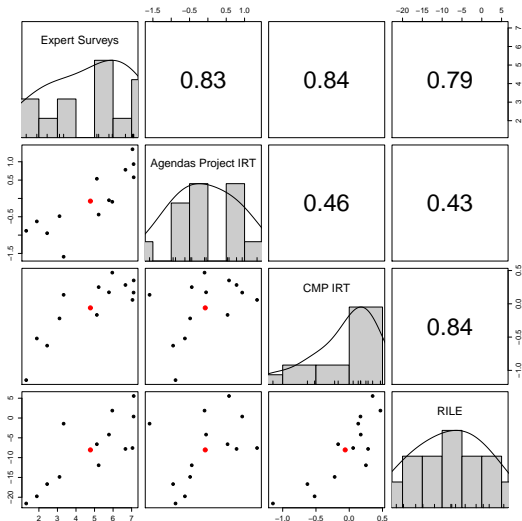 −1.5 −0.5 0.5 1.0
−20 −15 −10 −5 0 5
Expert Surveys
0.83
0.84
0.79
2 3 4 5 6 7
−1.5 −0.5 0.5 1.0
Agendas Project IRT
0.46
0.43
CMP IRT
0.84
−1.0 −0.5 0.0 0.5
−20 −15 −10 −5 0 5
RILE
2 3 4 5 6 7
−1.0 −0.5 0.0 0.5